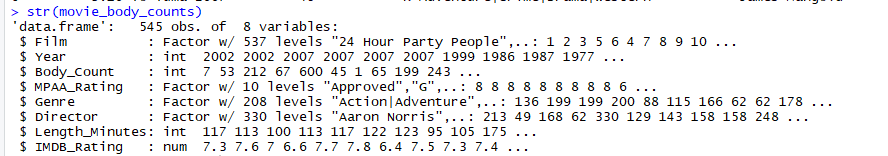 > str(movie_body_counts)
'data.frame':   545 obs. of  8 variables:
 $ Film          : Factor w/ 537 levels "24 Hour Party People",..: 1 2 3 5 6 4 7 8 9 10 ...
 $ Year          : int  2002 2002 2007 2007 2007 2007 1999 1986 1987 1977 ...
 $ Body_Count    : int  7 53 212 67 600 45 1 65 199 243 ...
 $ MPAA_Rating   : Factor w/ 10 levels "Approved","G",..: 8 8 8 8 8 8 8 8 8 6 ...
 $ Genre         : Factor w/ 208 levels "Action|Adventure",..: 136 199 199 200 88 115 166 62 62 178 ...
 $ Director      : Factor w/ 330 levels "Aaron Norris",..: 213 49 168 62 330 129 143 158 158 248 ...
 $ Length_Minutes: int  117 113 100 113 117 122 123 95 105 175 ...
 $ IMDB_Rating   : num  7.3 7.6 7 6.6 7.7 7.8 6.4 7.5 7.3 7.4 ...